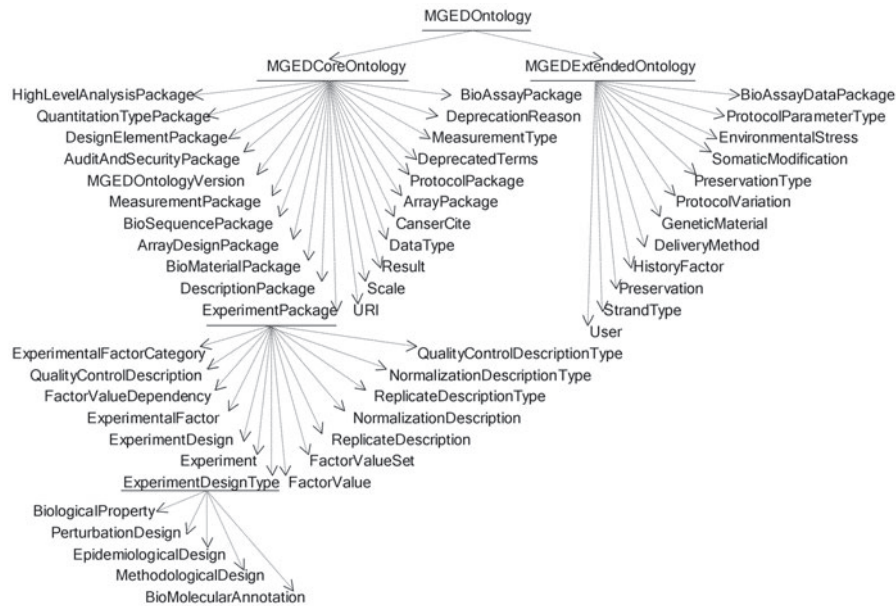 MGEDOntology
MGEDCoreOntology MGEDExtendedOntology
HighLevelAnalysisPackage BioAssayPackage BioAssayDataPackage
QuantitationTypePackage DeprecationReason ProtocolParameterType
DesignElementPackage MeasurementType EnvironmentalStress
AuditAndSecurityPackage DeprecatedTerms SomaticModification
MGEDOntologyVersion ProtocolPackage PreservationType
MeasurementPackage ArrayPackage ProtocolVariation
BioSequencePackage CanserCite GeneticMaterial
ArrayDesignPackage DataType DeliveryMethod
BioMaterialPackage Result HistoryFactor
DescriptionPackage Scale Preservation
ExperimentPackage URI StrandType
User
ExperimentalFactorCategory QualityControlDescriptionType
QualityControlDescription NormalizationDescriptionType
FactorValueDependency ReplicateDescriptionType
ExperimentalFactor NormalizationDescription
ExperimentDesign ReplicateDescription
Experiment FactorValueSet
ExperimentDesignType FactorValue
BiologicalProperty
PerturbationDesign
EpidemiologicalDesign
MethodologicalDesign
BioMolecularAnnotation